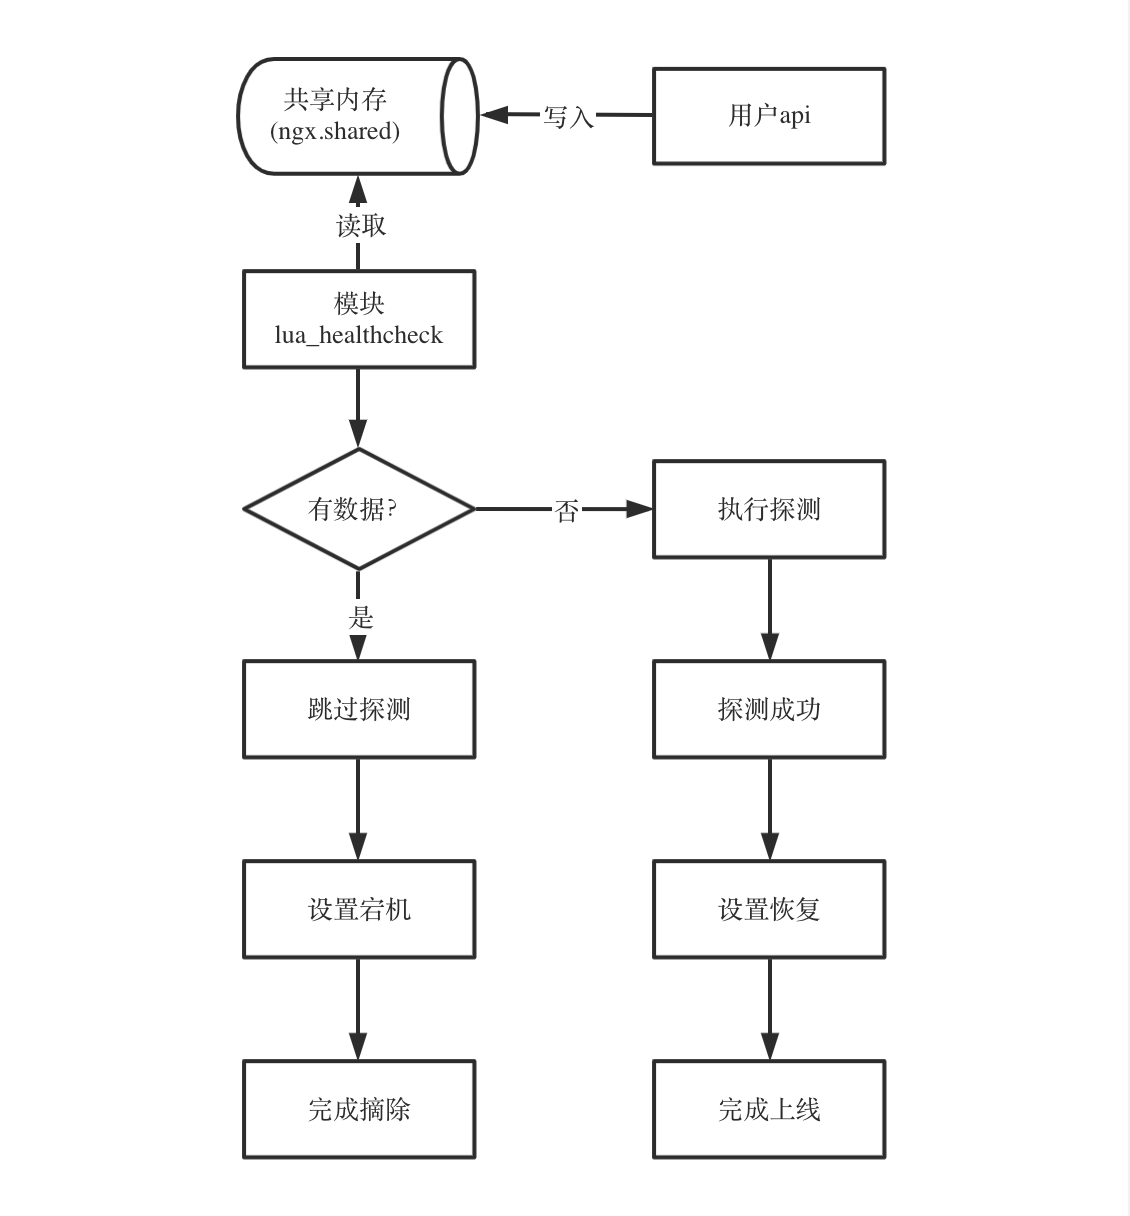 共享内存
(ngx.shared)
写入
用户api
读取
模块
lua_healthcheck
有数据?
否
执行探测
是
跳过探测
探测成功
设置宕机
设置恢复
完成摘除
完成上线